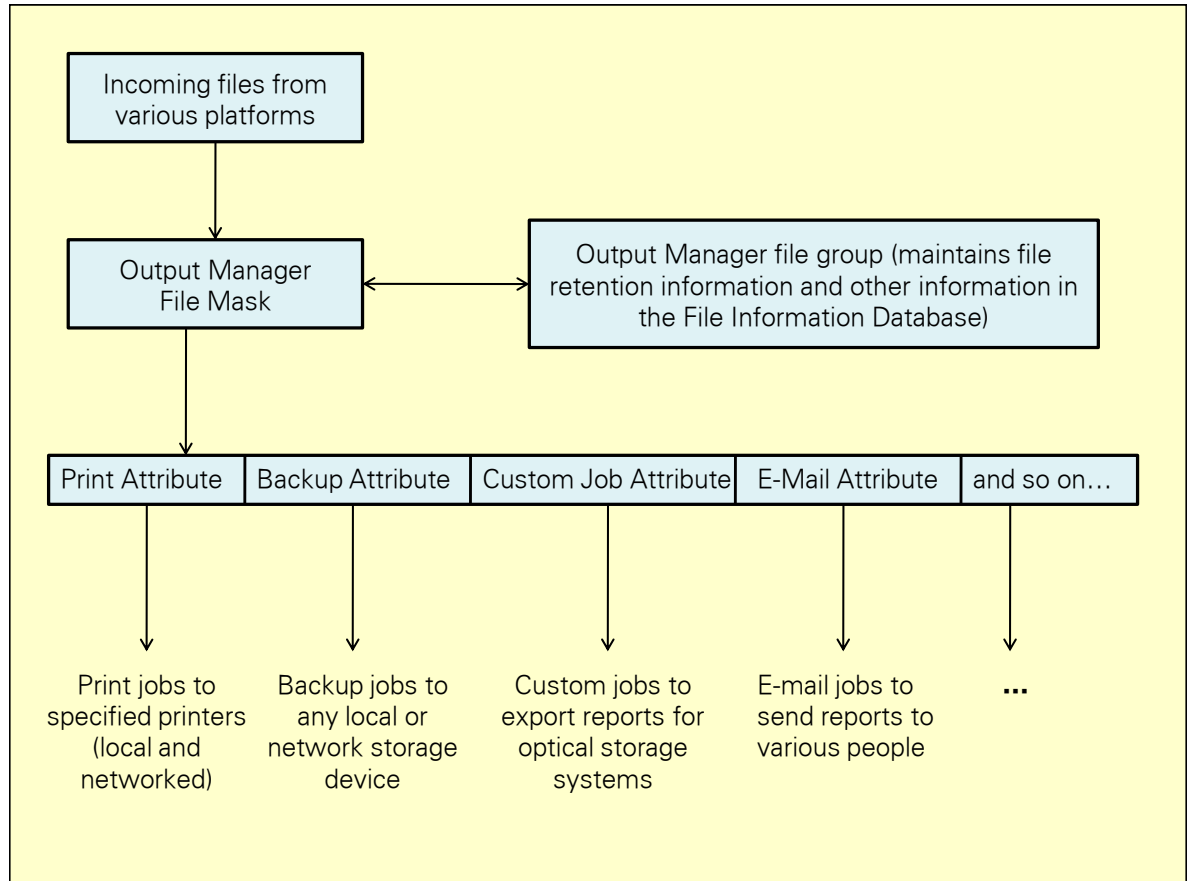 Incoming files from
various platforms
Output Manager
File Mask
Output Manager file group (maintains file
retention information and other information in
the File Information Database)
Print Attribute
Backup Attribute
Custom Job Attribute
E-Mail Attribute
and so on…
Print jobs to
specified printers
(local and
networked)
Backup jobs to
any local or
network storage
device
Custom jobs to
export reports for
optical storage
systems
E-mail jobs to
send reports to
various people
...